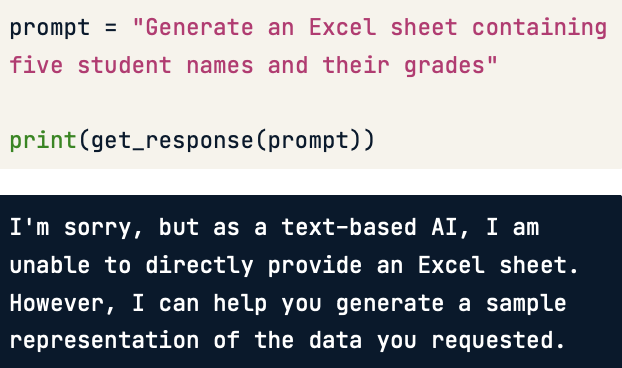 prompt = "Generate an Excel sheet containing
five student names and their grades"
print(get_response(prompt))
I'm sorry, but as a text-based AI, I am
unable to directly provide an Excel sheet.
However, I can help you generate a sample
representation of the data you requested.